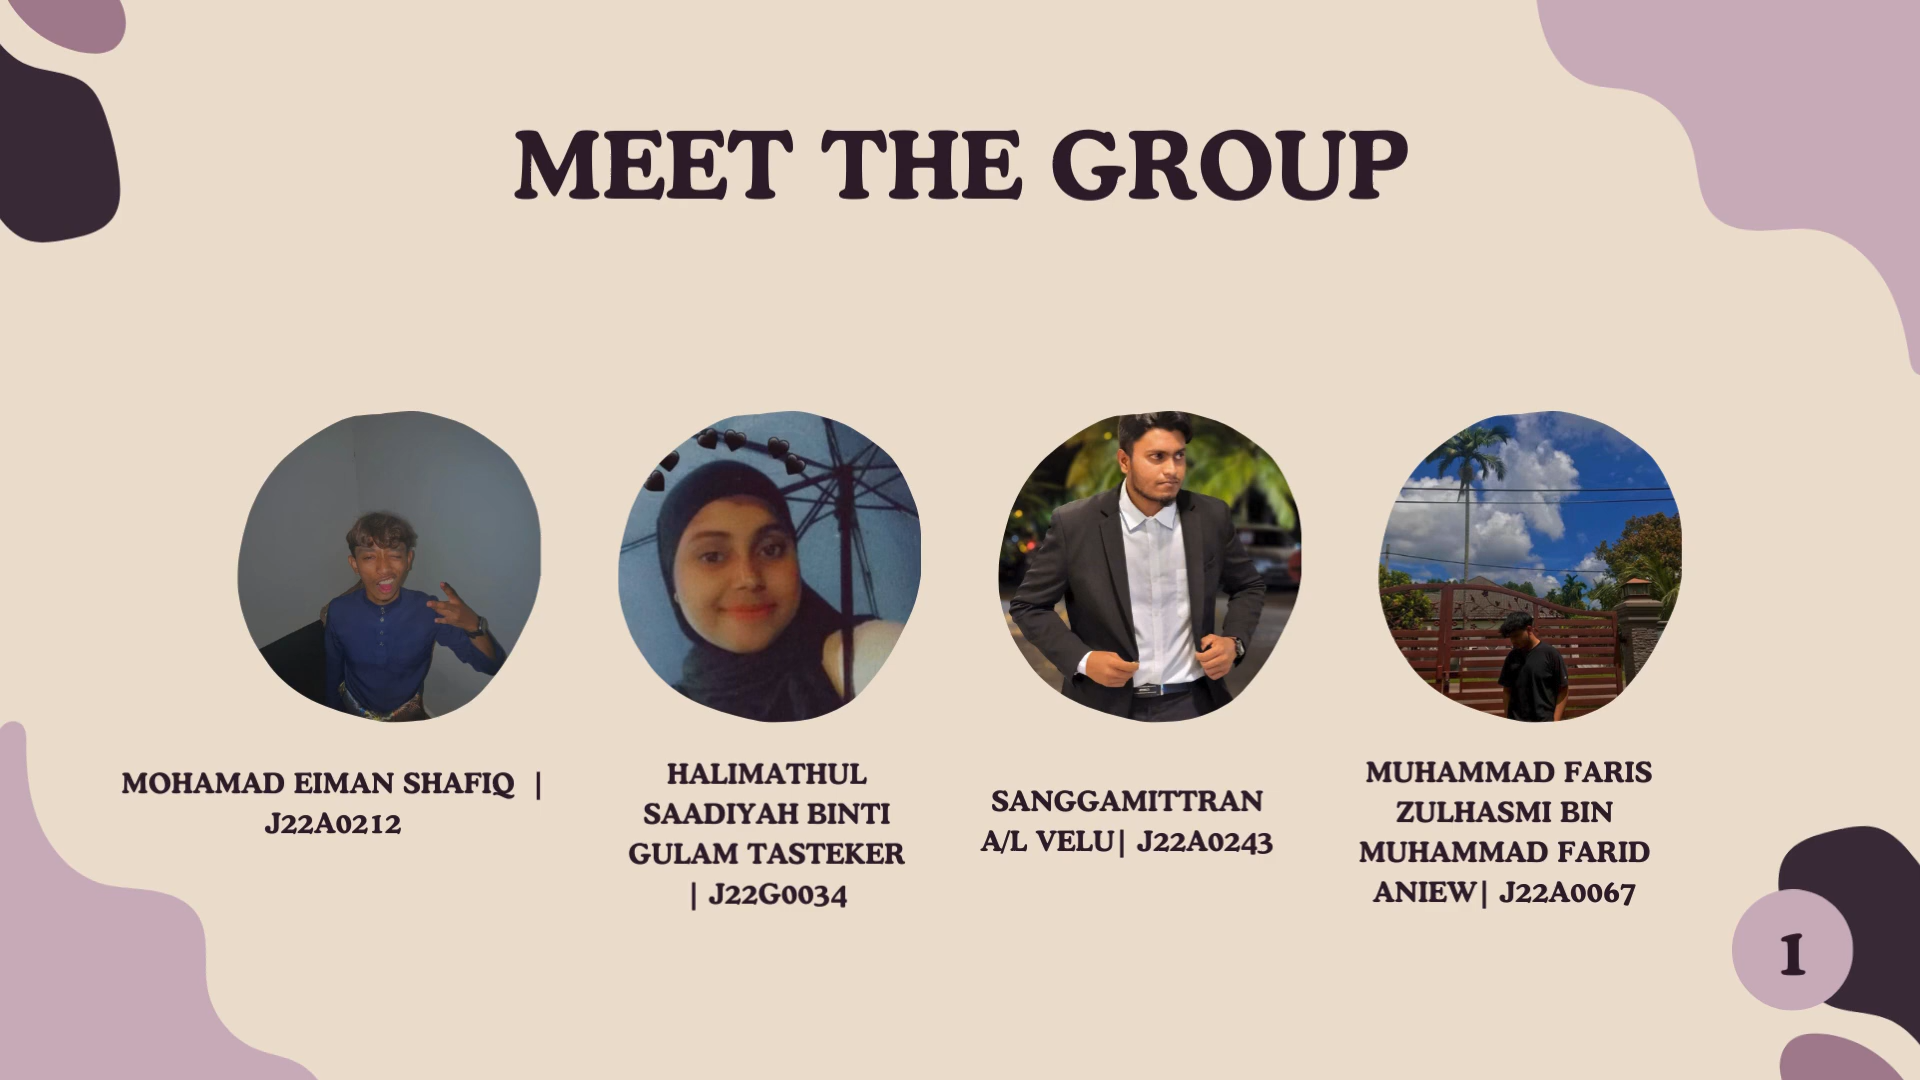 MEET THE GROUP
MOHAMAD EIMAN SHAFIQ |
J22A0212
HALIMATHUL
SAADIYAH BINTI
GULAM TASTEKER
| J22G0034
SANGGAMITTRAN
A/L VELU| J22A0243
MUHAMMAD FARIS
ZULHASMI BIN
MUHAMMAD FARID
ANIEW| J22A0067
1